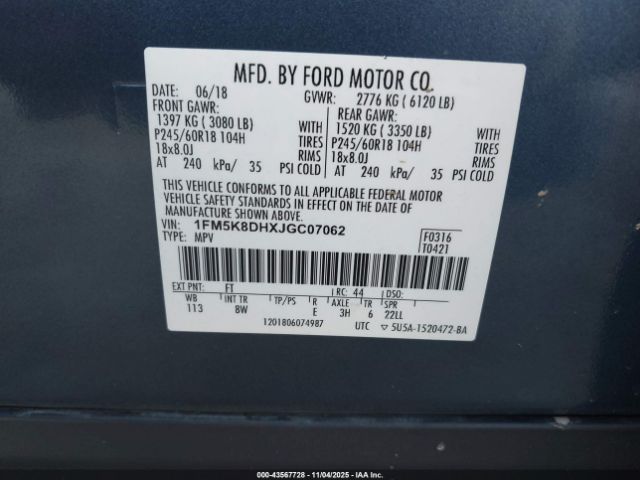 MFD. BY FORD MOTOR CO.
DATE: 06/18 GVWR: 2776 KG ( 6120 LB)
FRONT GAWR: REAR GAWR:
1397 KG ( 3080 LB) WITH 1520 KG ( 3350 LB) WITH
P245/60R18 104H TIRES P245/60R18 104H TIRES
18x8.0J RIMS 18x8.0J RIMS
AT 240 kPa/ 35 PSI COLD AT 240 kPa/ 35 PSI COLD
THIS VEHICLE CONFORMS TO ALL APPLICABLE FEDERAL MOTOR
VEHICLE SAFETY STANDARDS IN EFFECT ON THE DATE OF
MANUFACTURE SHOWN ABOVE.
VIN: 1FM5K8DHXJGC07062 F0316
TYPE: MPV T0421
EXT PNT: FT RC: 44 DSO:
WB INT TR TP/PS R AXLE TR SPR
113 8W E 3H 6 22LL
1201806074987 UTC ▽ 5U5A-1520472-BA
000-43567728 - 11/04/2025 - IAAI.COM